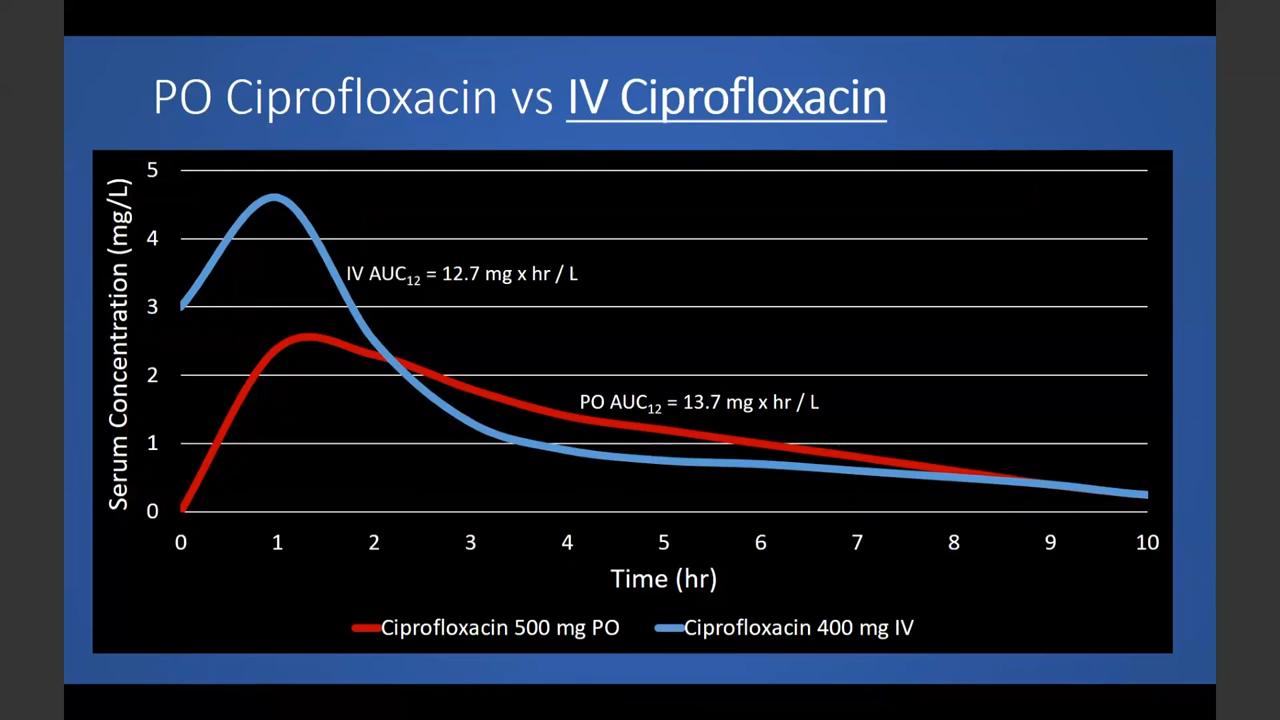 PO Ciprofloxacin vs IV Ciprofloxacin
Serum Concentration (mg/L)
5
4
3
2
1
0
IV AUC12 = 12.7 mg x hr / L
PO AUC12 = 13.7 mg x hr / L
0 1 2 3 4 5 6 7 8 9 10
Time (hr)
Ciprofloxacin 500 mg PO Ciprofloxacin 400 mg IV